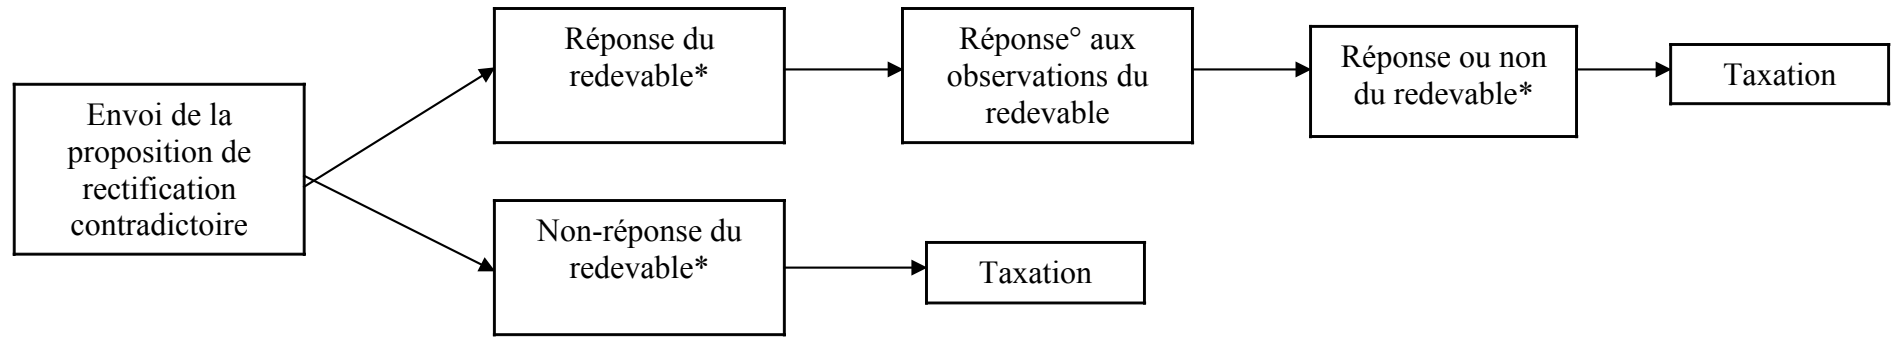 Envoi de la
proposition de
rectification
contradictoire
Réponse du
redevable*
Réponse° aux
observations du
redevable
Réponse ou non
du redevable*
Taxation
Non-réponse du
redevable*
Taxation